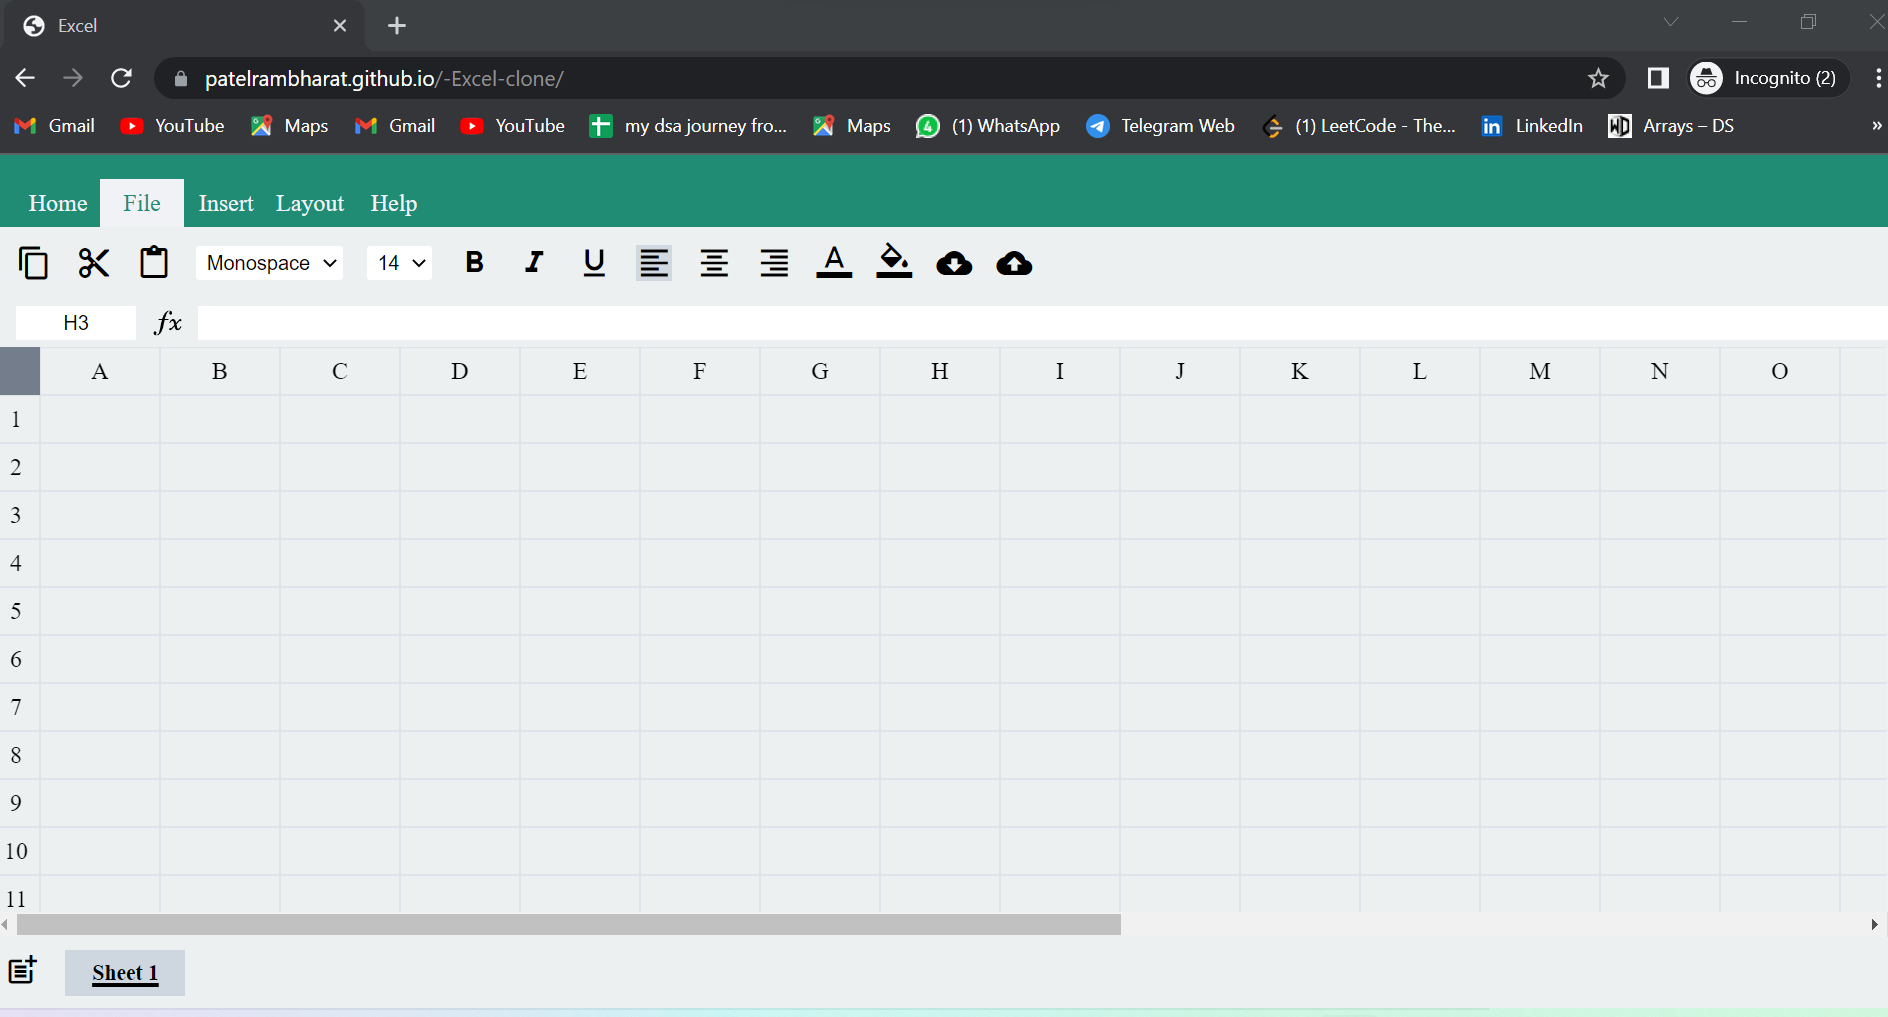 Excel
patelrambharat.github.io/-Excel-clone/ Incognito (2)
Gmail YouTube Maps Gmail YouTube my dsa journey fro... Maps (1) WhatsApp Telegram Web (1) LeetCode - The... LinkedIn Arrays – DS »
Home File Insert Layout Help
Monospace 14 B I U A
H3 fx
A B C D E F G H I J K L M N O
1
2
3
4
5
6
7
8
9
10
11
Sheet 1